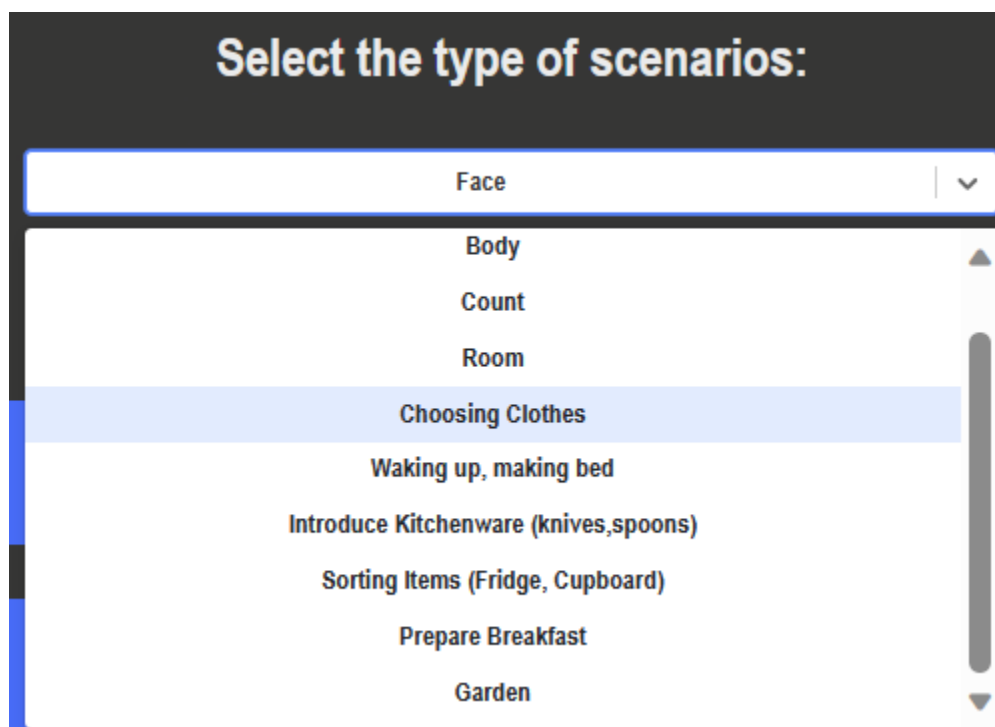 Select the type of scenarios:
Face
Body
Count
Room
Choosing Clothes
Waking up, making bed
Introduce Kitchenware (knives,spoons)
Sorting Items (Fridge, Cupboard)
Prepare Breakfast
Garden